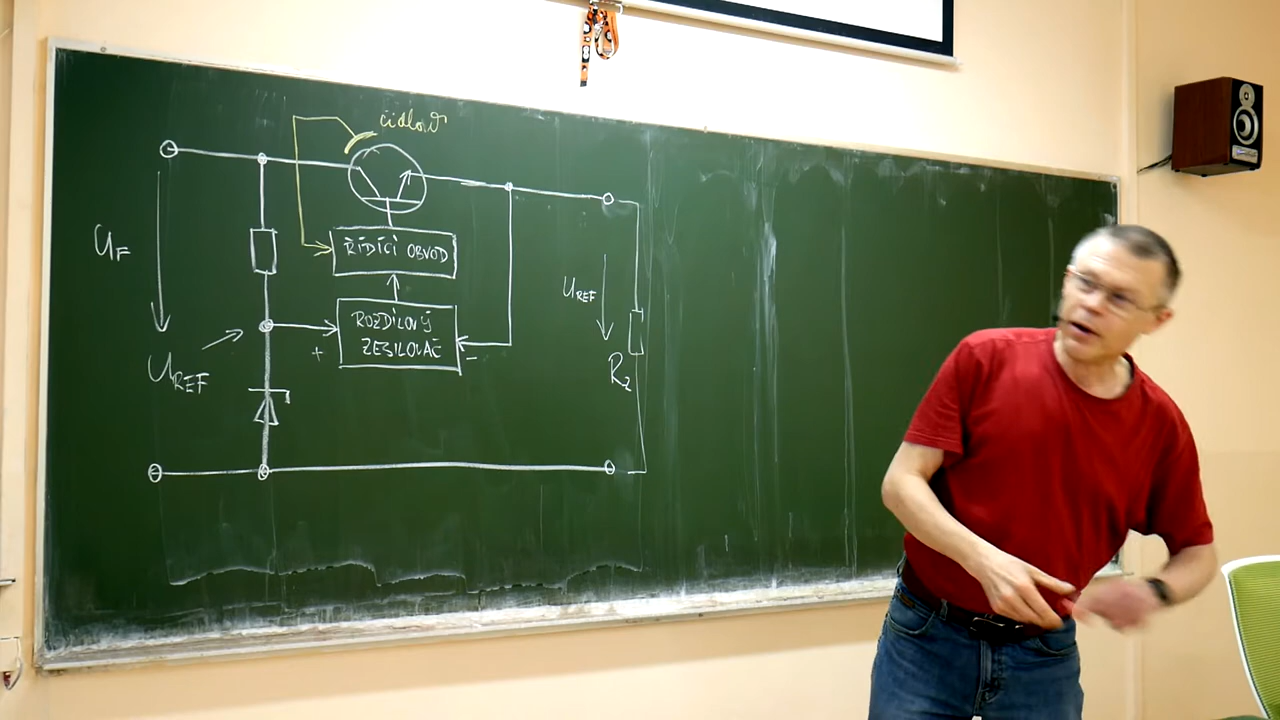 čidlo ϑ
U_F
ŘÍDÍCÍ OBVOD
U_REF
ROZDÍLOVÝ
ZESILOVAČ
+
-
U_REF
R_Z